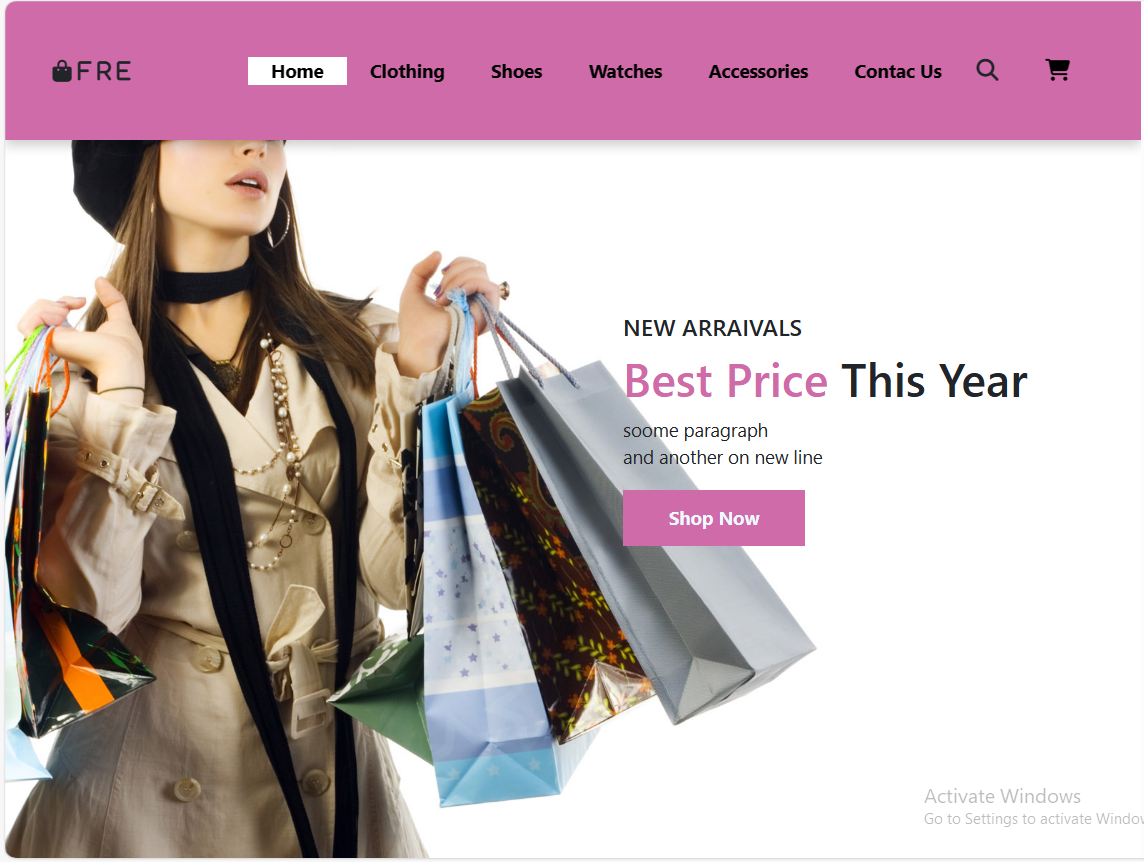 FRE
Home Clothing Shoes Watches Accessories Contac Us
NEW ARRAIVALS
Best Price This Year
soome paragraph
and another on new line
Shop Now
Activate Windows
Go to Settings to activate Window